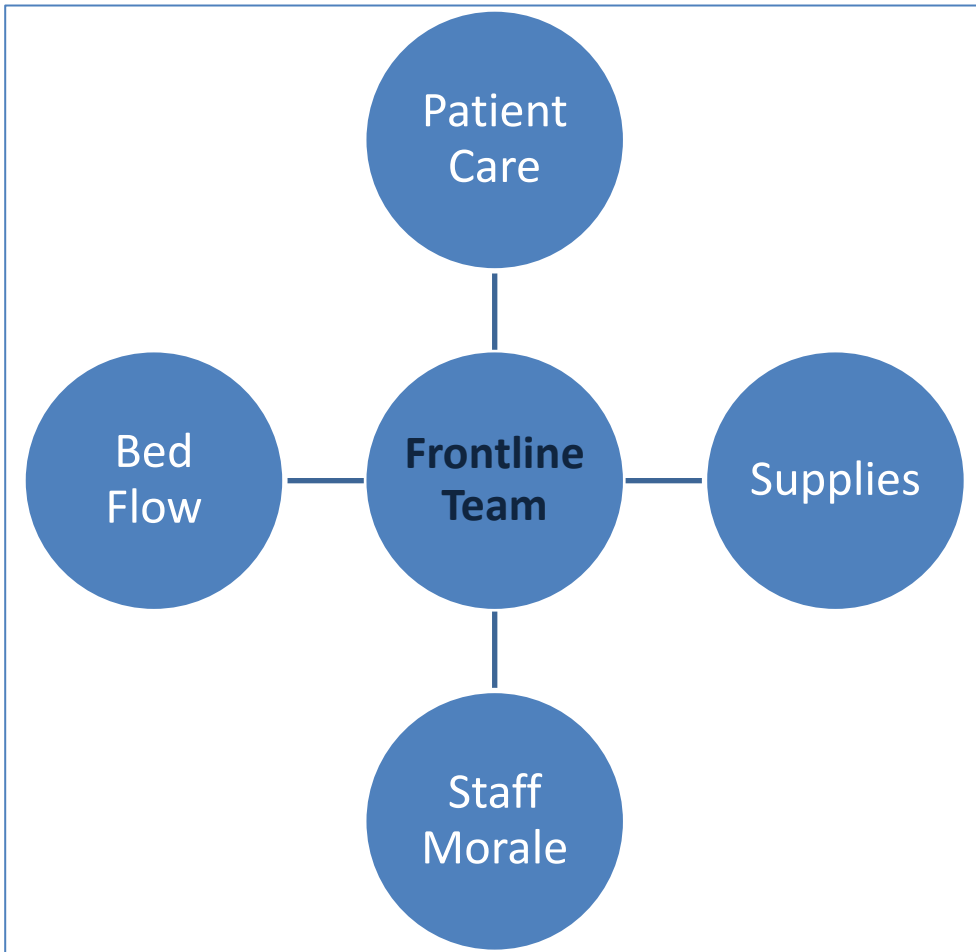 Patient
Care
Bed
Flow
Frontline
Team
Supplies
Staff
Morale